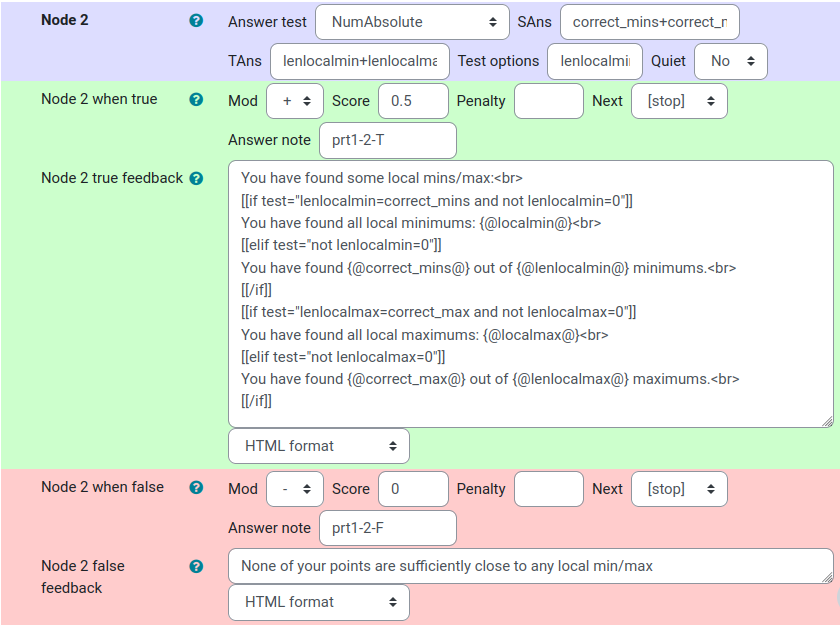 Node 2 ? Answer test NumAbsolute SAns correct_mins+correct_r
TAns lenlocalmin+lenlocalma Test options lenlocalmi Quiet No
Node 2 when true ? Mod + Score 0.5 Penalty Next [stop]
Answer note prt1-2-T
Node 2 true feedback ? You have found some local mins/max:<br>
[[if test="lenlocalmin=correct_mins and not lenlocalmin=0"]]
You have found all local minimums: {@localmin@}<br>
[[elif test="not lenlocalmin=0"]]
You have found {@correct_mins@} out of {@lenlocalmin@} minimums.<br>
[[/if]]
[[if test="lenlocalmax=correct_max and not lenlocalmax=0"]]
You have found all local maximums: {@localmax@}<br>
[[elif test="not lenlocalmax=0"]]
You have found {@correct_max@} out of {@lenlocalmax@} maximums.<br>
[[/if]]
HTML format
Node 2 when false ? Mod - Score 0 Penalty Next [stop]
Answer note prt1-2-F
Node 2 false ? None of your points are sufficiently close to any local min/max
feedback
HTML format